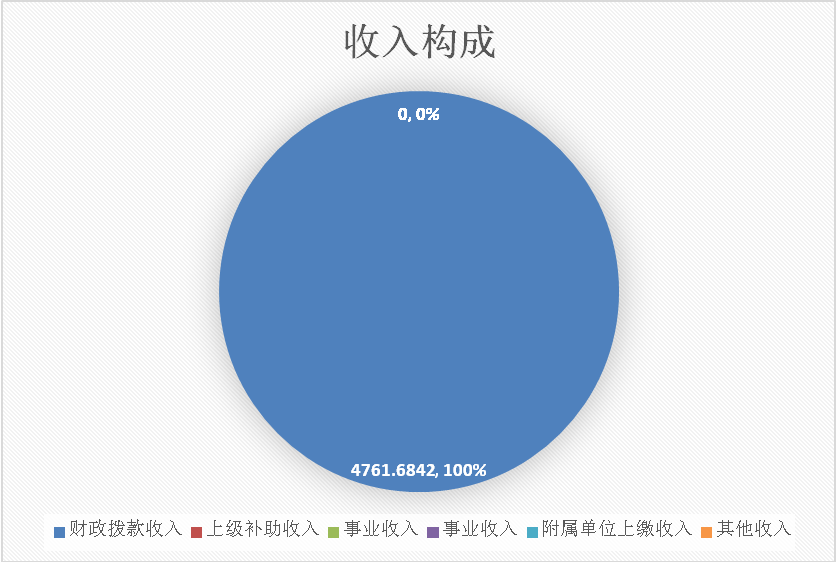 收入构成
0, 0%
4761.6842, 100%
财政拨款收入 上级补助收入 事业收入 事业收入 附属单位上缴收入 其他收入